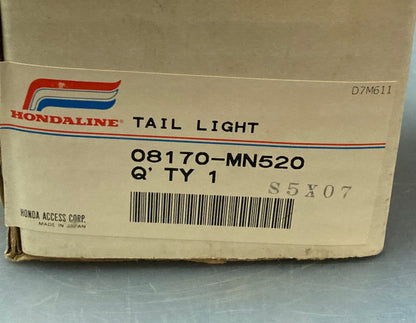 D7M611
HONDALINE®
TAIL LIGHT
08170-MN520
Q' TY 1
S5X07
HONDA ACCESS CORP.
MADE IN JAPAN